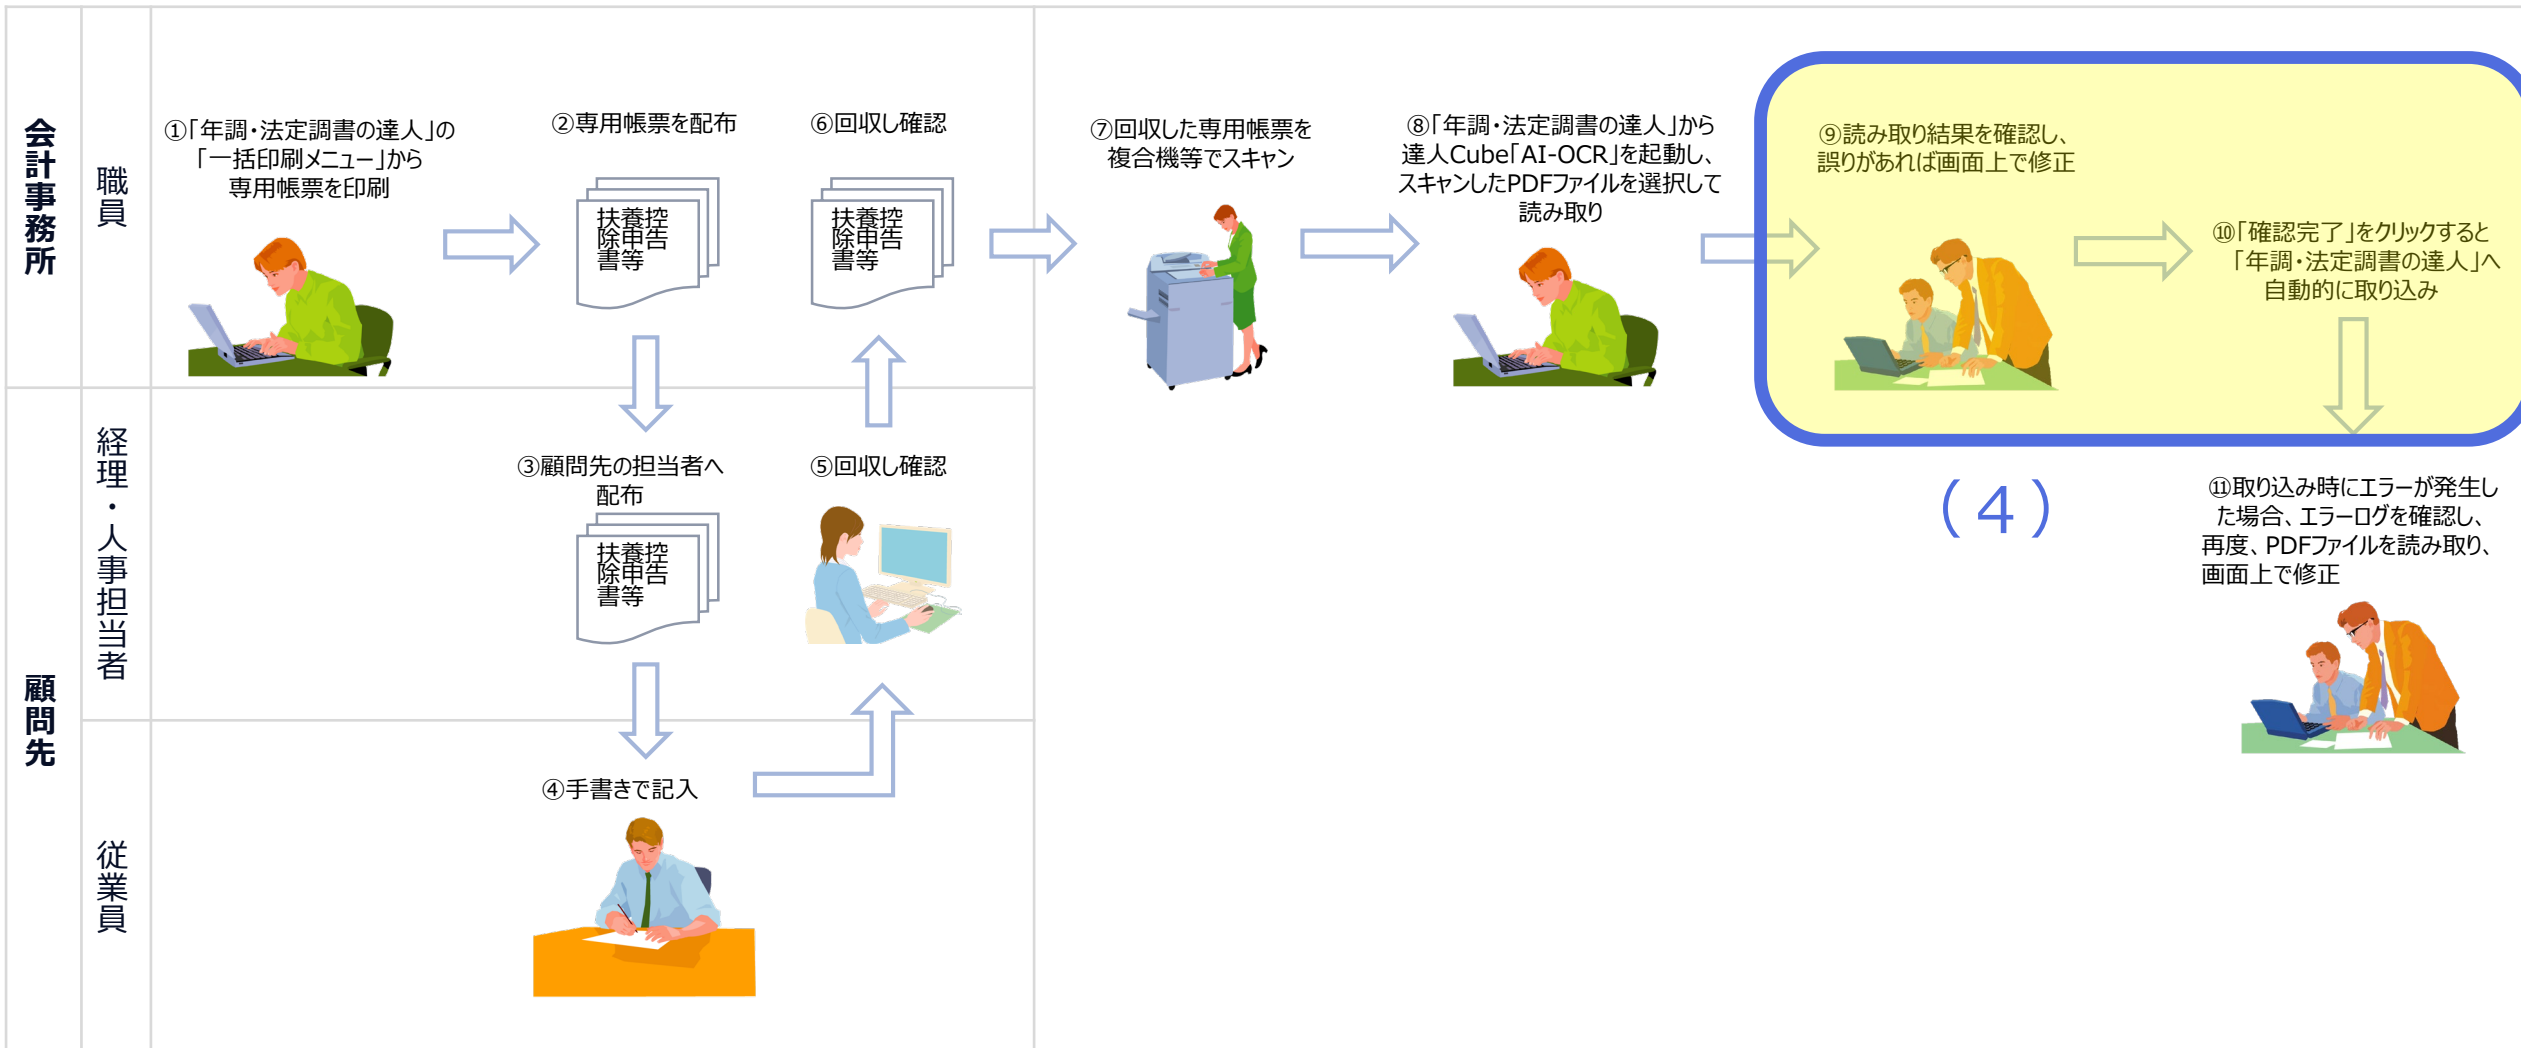 会計事務所
職員
①「年調・法定調書の達人」の
「一括印刷メニュー」から
専用帳票を印刷
②専用帳票を配布
扶養控
除申告
書等
⑥回収し確認
扶養控
除申告
書等
⑦回収した専用帳票を
複合機等でスキャン
⑧「年調・法定調書の達人」から
達人Cube「AI-OCR」を起動し、
スキャンしたPDFファイルを選択して
読み取り
⑨読み取り結果を確認し、
誤りがあれば画面上で修正
⑩「確認完了」をクリックすると
「年調・法定調書の達人」へ
自動的に取り込み
顧問先
経理・人事担当者
③顧問先の担当者へ
配布
扶養控
除申告
書等
⑤回収し確認
（4）
⑪取り込み時にエラーが発生し
た場合、エラーログを確認し、
再度、PDFファイルを読み取り、
画面上で修正
従業員
④手書きで記入